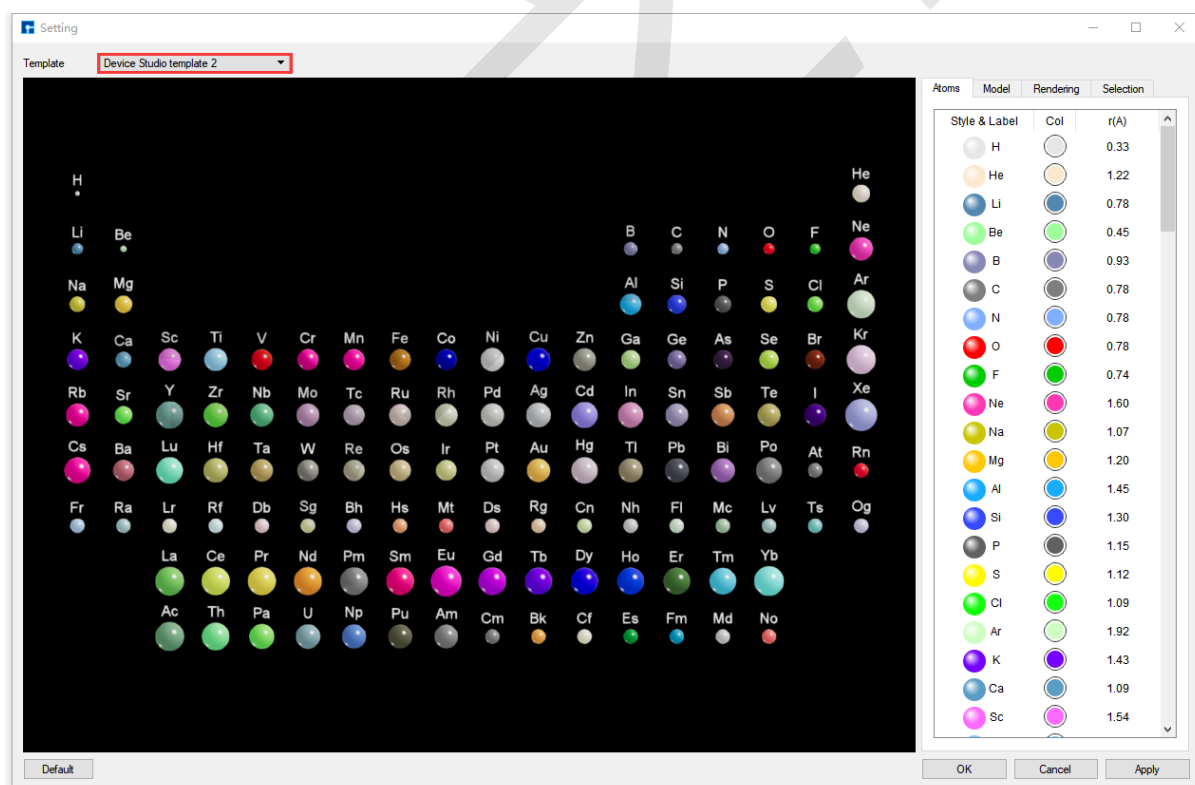 Setting
Template Device Studio template 2
Atoms Model Rendering Selection
Style & Label Col r(A)
H 0.33
He 1.22
Li 0.78
Be 0.45
B 0.93
C 0.78
N 0.78
O 0.78
F 0.74
Ne 1.60
Na 1.07
Mg 1.20
Al 1.45
Si 1.30
P 1.15
S 1.12
Cl 1.09
Ar 1.92
K 1.43
Ca 1.09
Sc 1.54
H He
Li Be B C N O F Ne
Na Mg Al Si P S Cl Ar
K Ca Sc Ti V Cr Mn Fe Co Ni Cu Zn Ga Ge As Se Br Kr
Rb Sr Y Zr Nb Mo Tc Ru Rh Pd Ag Cd In Sn Sb Te I Xe
Cs Ba Lu Hf Ta W Re Os Ir Pt Au Hg Tl Pb Bi Po At Rn
Fr Ra Lr Rf Db Sg Bh Hs Mt Ds Rg Cn Nh Fl Mc Lv Ts Og
La Ce Pr Nd Pm Sm Eu Gd Tb Dy Ho Er Tm Yb
Ac Th Pa U Np Pu Am Cm Bk Cf Es Fm Md No
Default OK Cancel Apply